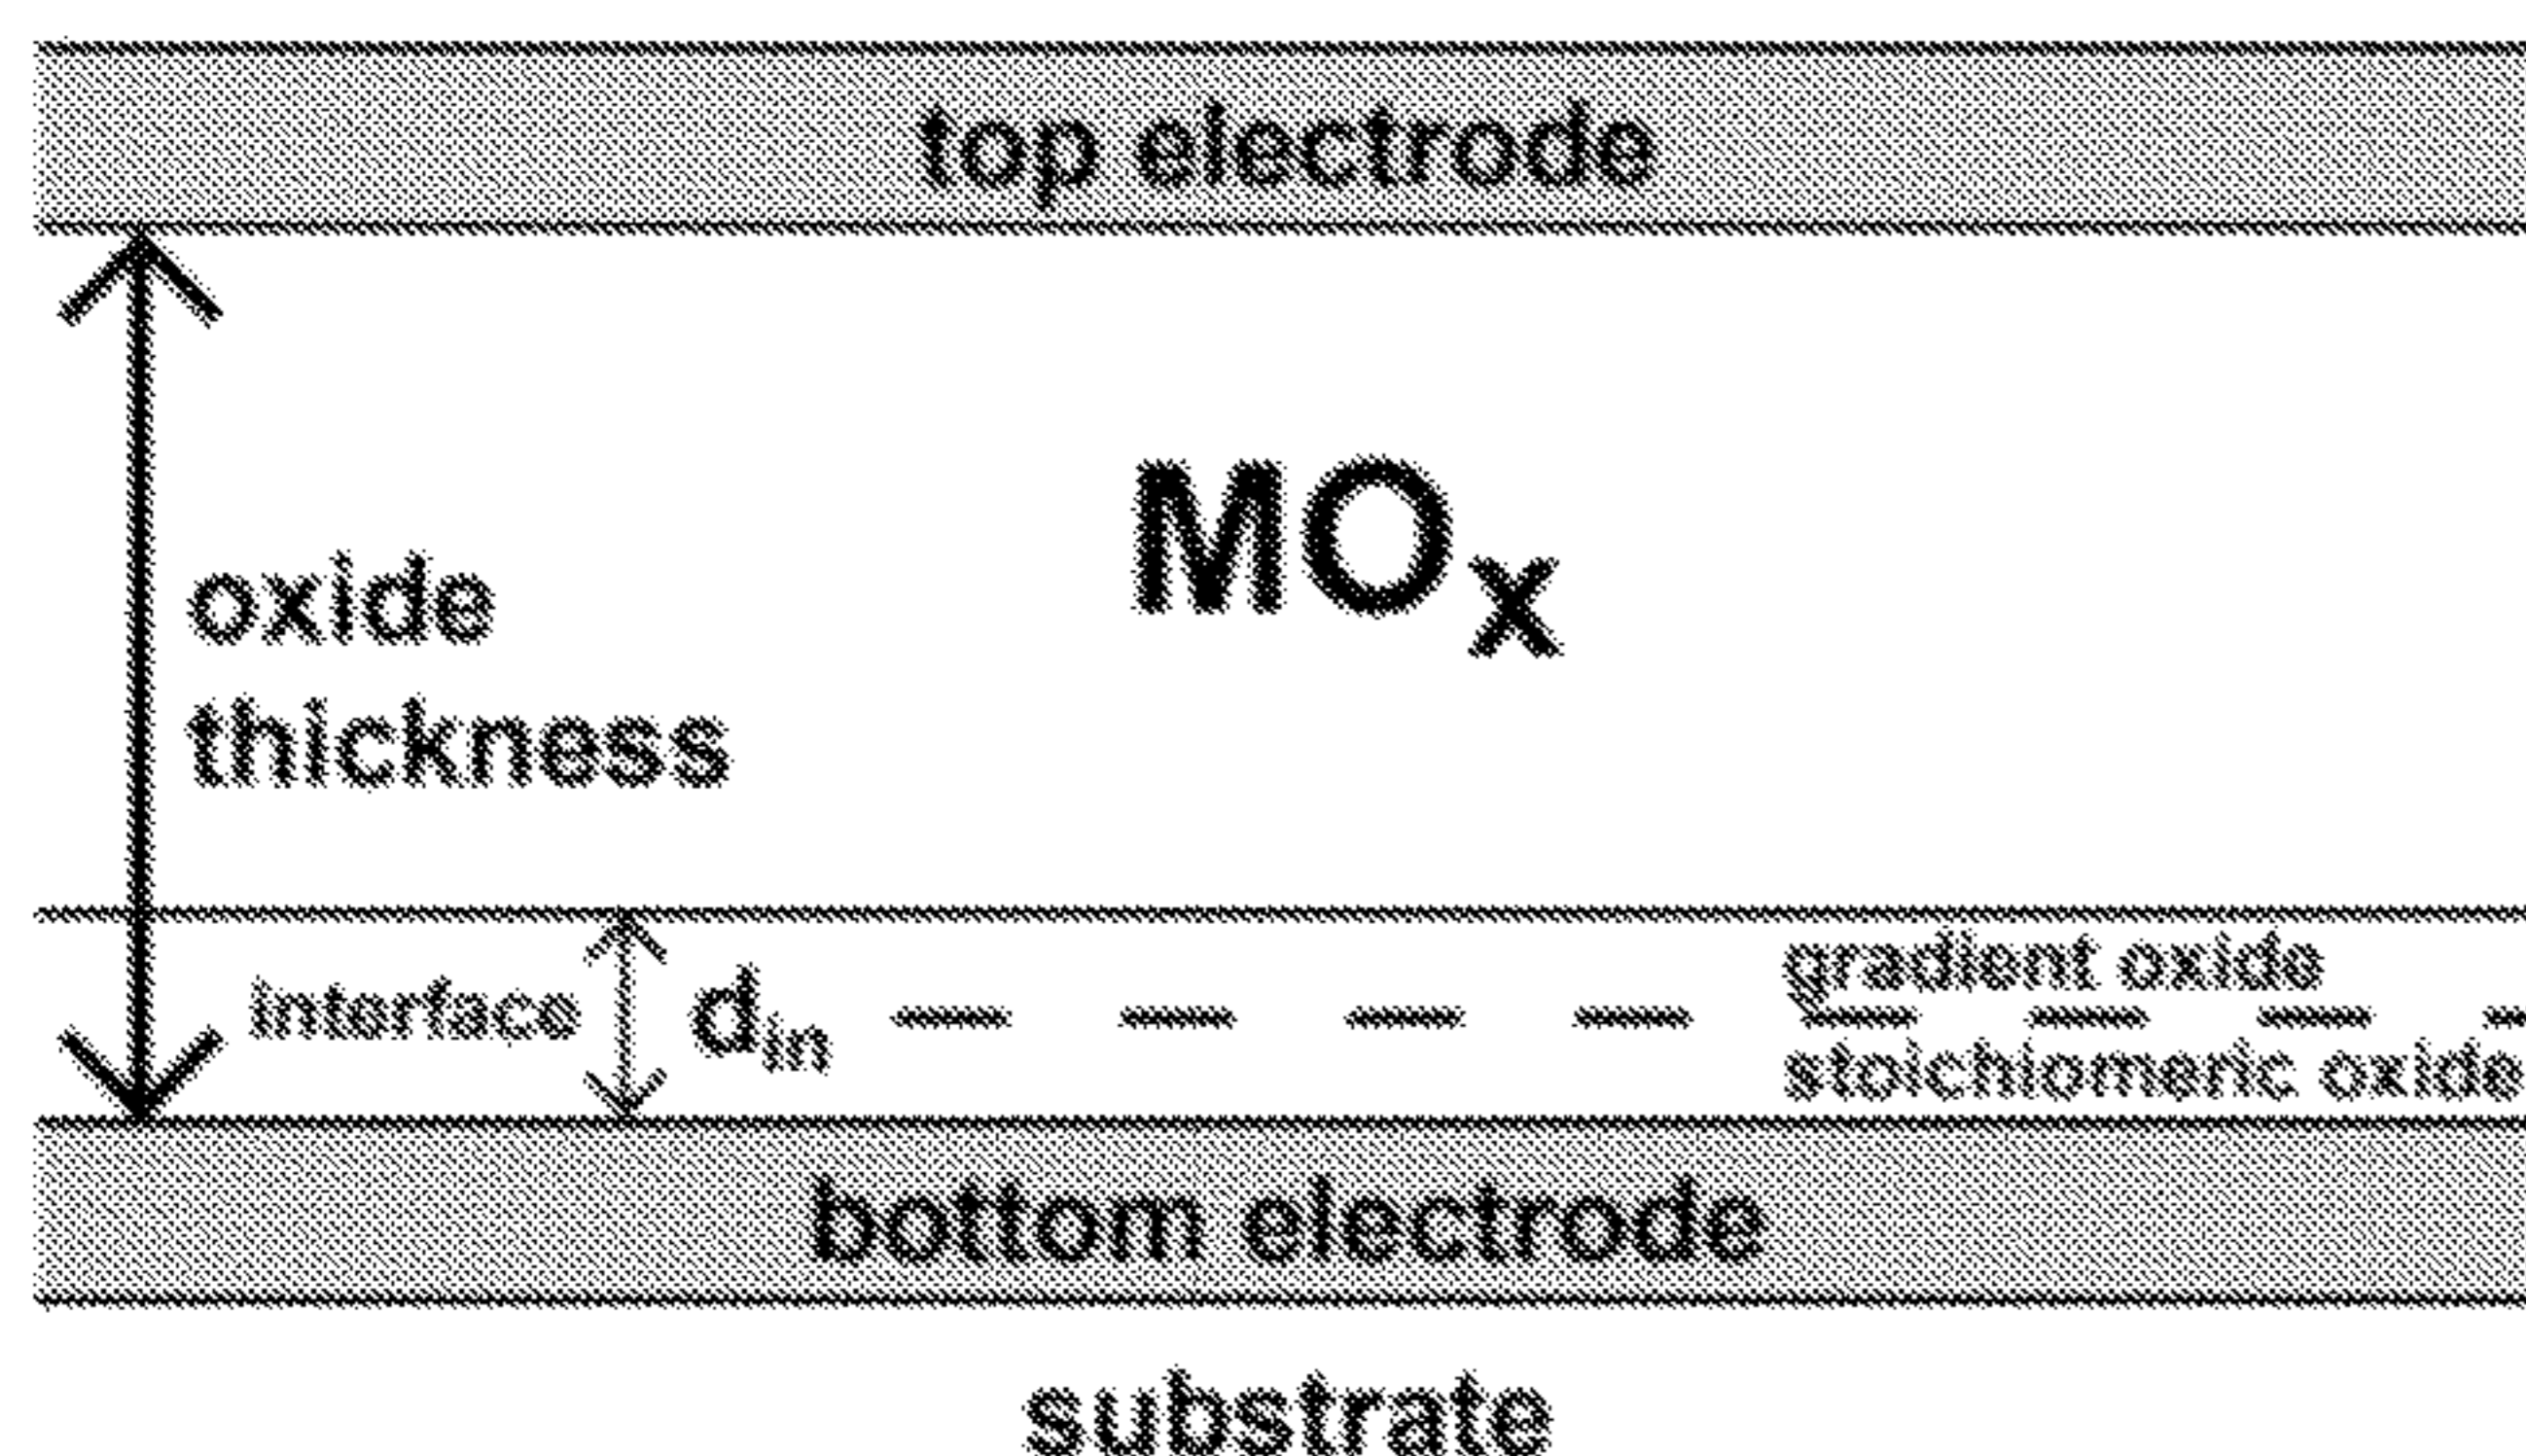 top electrode
MOx
oxide
thickness
gradient oxide
interface
din
stoichiomeric oxide
bottom electrode
substrate